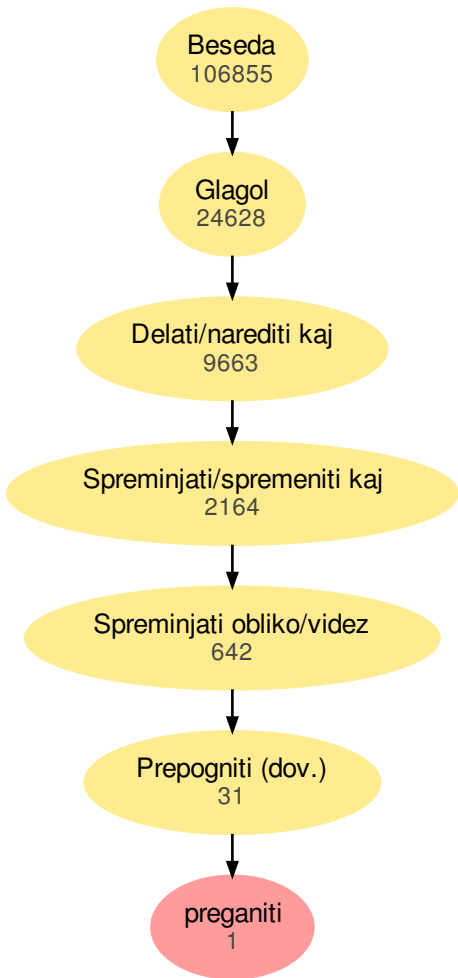 Beseda
106855
Glagol
24628
Delati/narediti kaj
9663
Spreminjati/spremeniti kaj
2164
Spreminjati obliko/videz
642
Prepogniti (dov.)
31
preganiti
1